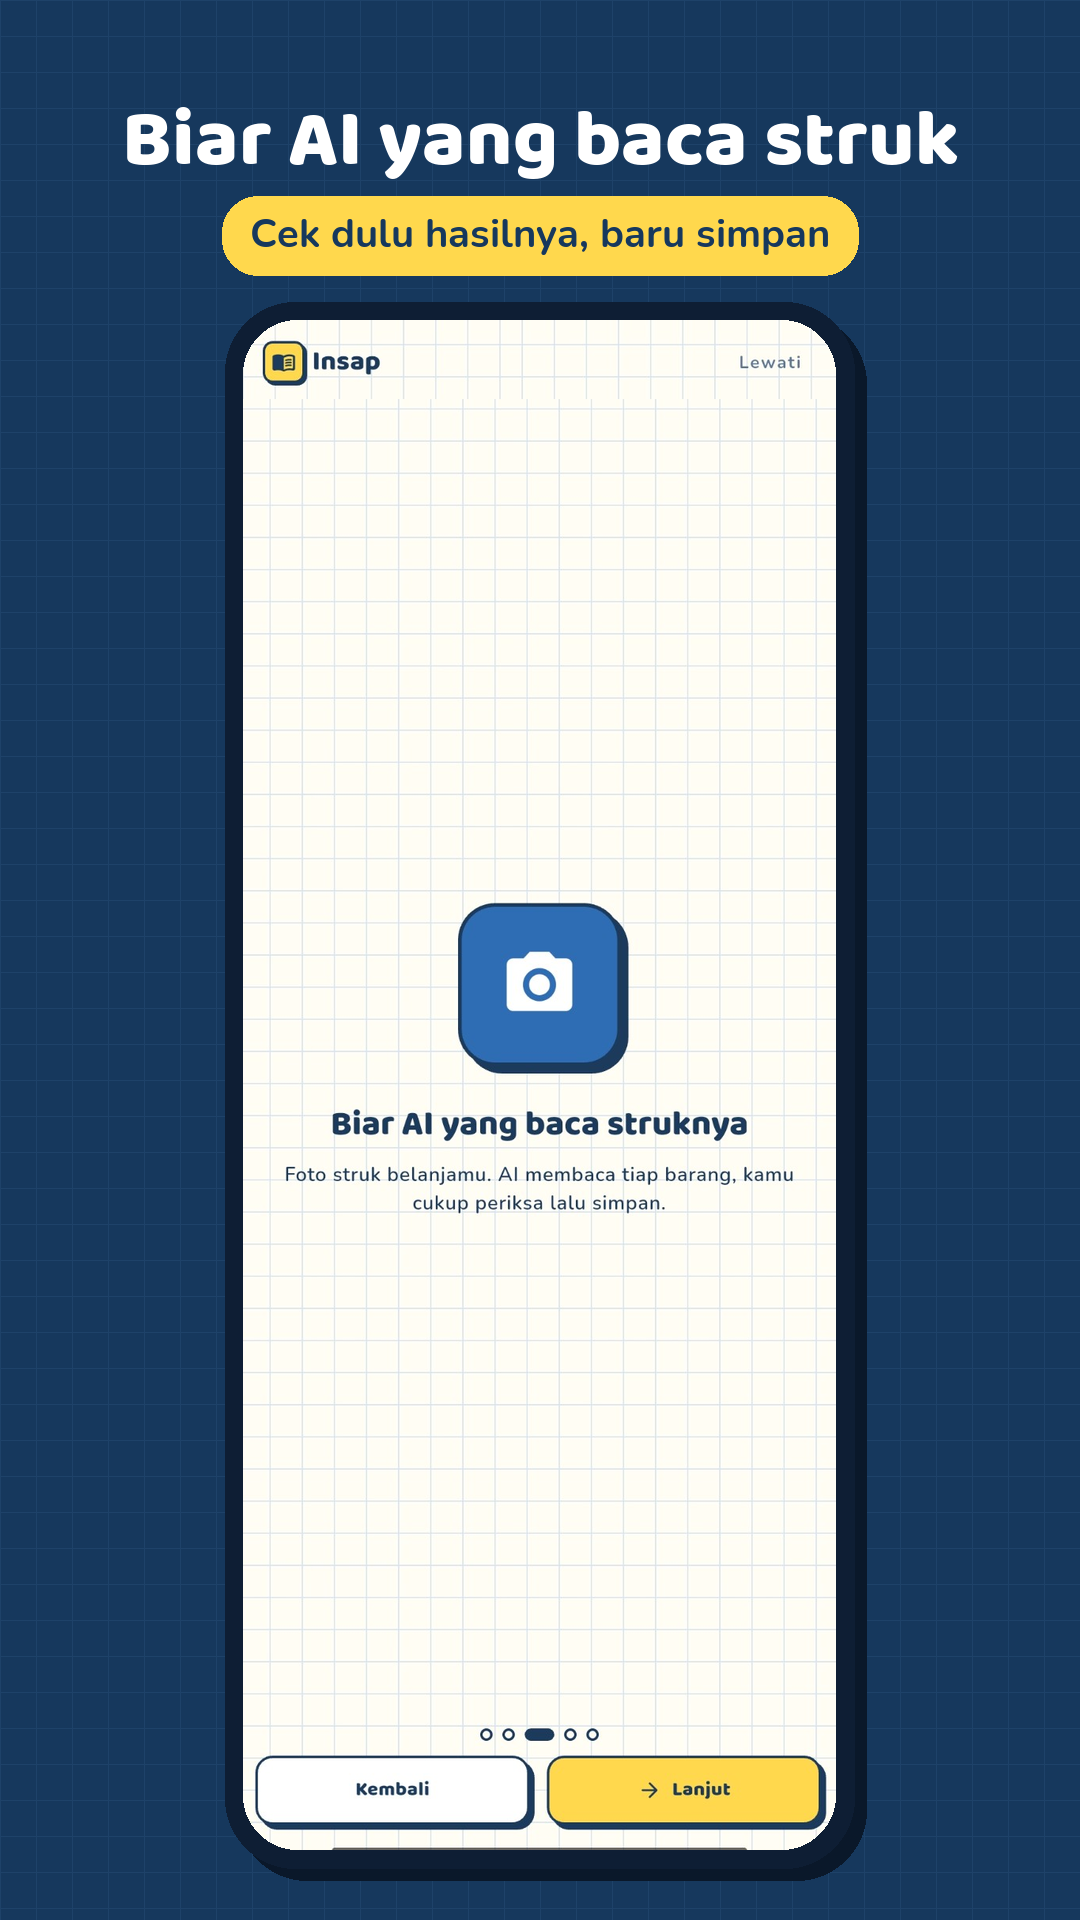 Biar AI yang baca struk
Cek dulu hasilnya, baru simpan
Insap
Lewati
Biar AI yang baca struknya
Foto struk belanjamu. AI membaca tiap barang, kamu
cukup periksa lalu simpan.
Kembali
→ Lanjut